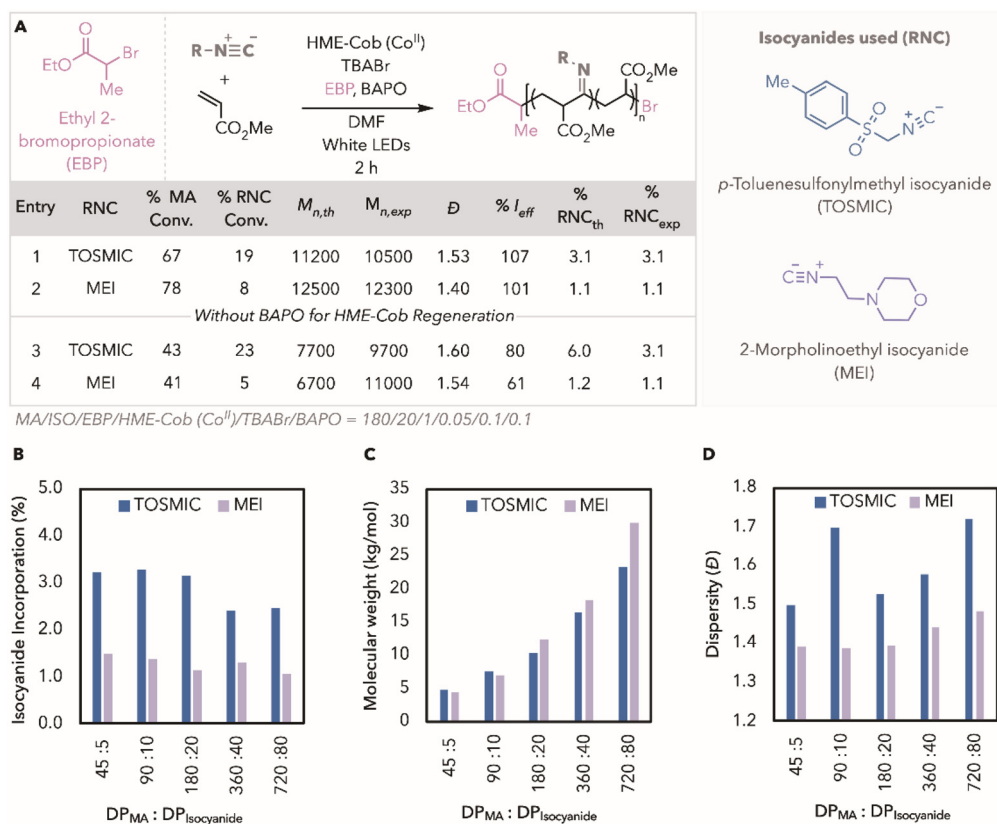 A
EtO
O
Br
Me
Ethyl 2-
bromopropionate
(EBP)
R–N≡C
+ −
+
CO₂Me
HME-Cob (Coᴵᴵ)
TBABr
EBP, BAPO
DMF
White LEDs
2 h
EtO
O
Me
R
N
CO₂Me
CO₂Me
Br
n
Isocyanides used (RNC)
Me
O
S
O
N≡C
+ −
p-Toluenesulfonylmethyl isocyanide
(TOSMIC)
C≡N
− +
N
O
2-Morpholinoethyl isocyanide
(MEI)
Entry RNC % MA Conv. % RNC Conv. Mn,th Mn,exp Đ % Ieff % RNCth % RNCexp
1 TOSMIC 67 19 11200 10500 1.53 107 3.1 3.1
2 MEI 78 8 12500 12300 1.40 101 1.1 1.1
Without BAPO for HME-Cob Regeneration
3 TOSMIC 43 23 7700 9700 1.60 80 6.0 3.1
4 MEI 41 5 6700 11000 1.54 61 1.2 1.1
MA/ISO/EBP/HME-Cob (Coᴵᴵ)/TBABr/BAPO = 180/20/1/0.05/0.1/0.1
B
Isocyanide Incorporation (%)
5.0
4.0
3.0
2.0
1.0
0.0
TOSMIC MEI
45 :5
90 :10
180 :20
360 :40
720 :80
DPMA : DPIsocyanide
C
Molecular weight (kg/mol)
35
30
25
20
15
10
5
0
TOSMIC MEI
45 :5
90 :10
180 :20
360 :40
720 :80
DPMA : DPIsocyanide
D
Dispersity (Đ)
1.8
1.7
1.6
1.5
1.4
1.3
1.2
TOSMIC MEI
45 :5
90 :10
180 :20
360 :40
720 :80
DPMA : DPIsocyanide